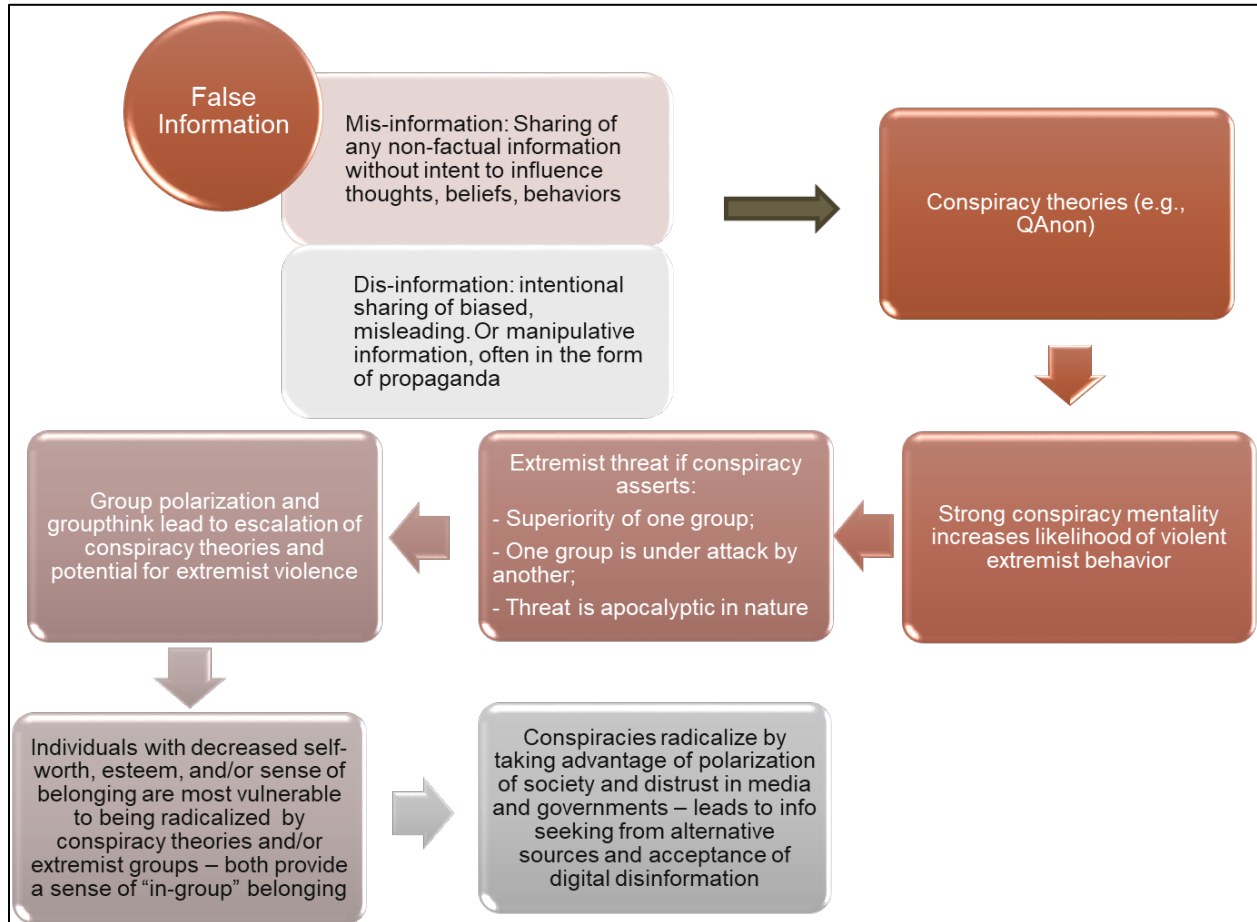 False
Information
Mis-information: Sharing of
any non-factual information
without intent to influence
thoughts, beliefs, behaviors
Dis-information: intentional
sharing of biased,
misleading. Or manipulative
information, often in the form
of propaganda
Conspiracy theories (e.g.,
QAnon)
Strong conspiracy mentality
increases likelihood of violent
extremist behavior
Extremist threat if conspiracy
asserts:
- Superiority of one group;
- One group is under attack by
another;
- Threat is apocalyptic in nature
Group polarization and
groupthink lead to escalation of
conspiracy theories and
potential for extremist violence
Individuals with decreased self-
worth, esteem, and/or sense of
belonging are most vulnerable
to being radicalized by
conspiracy theories and/or
extremist groups – both provide
a sense of “in-group” belonging
Conspiracies radicalize by
taking advantage of polarization
of society and distrust in media
and governments – leads to info
seeking from alternative
sources and acceptance of
digital disinformation